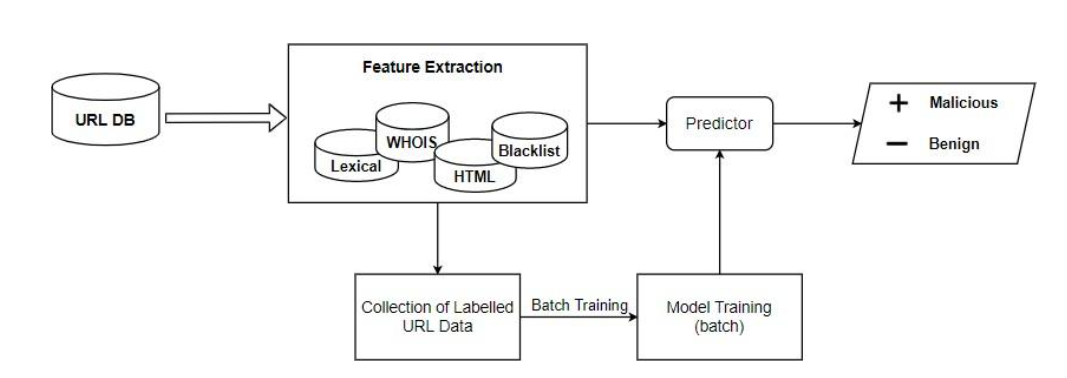 Feature Extraction
URL DB
WHOIS
Lexical
HTML
Blacklist
Predictor
+ Malicious
− Benign
Collection of Labelled
URL Data
Batch Training
Model Training
(batch)